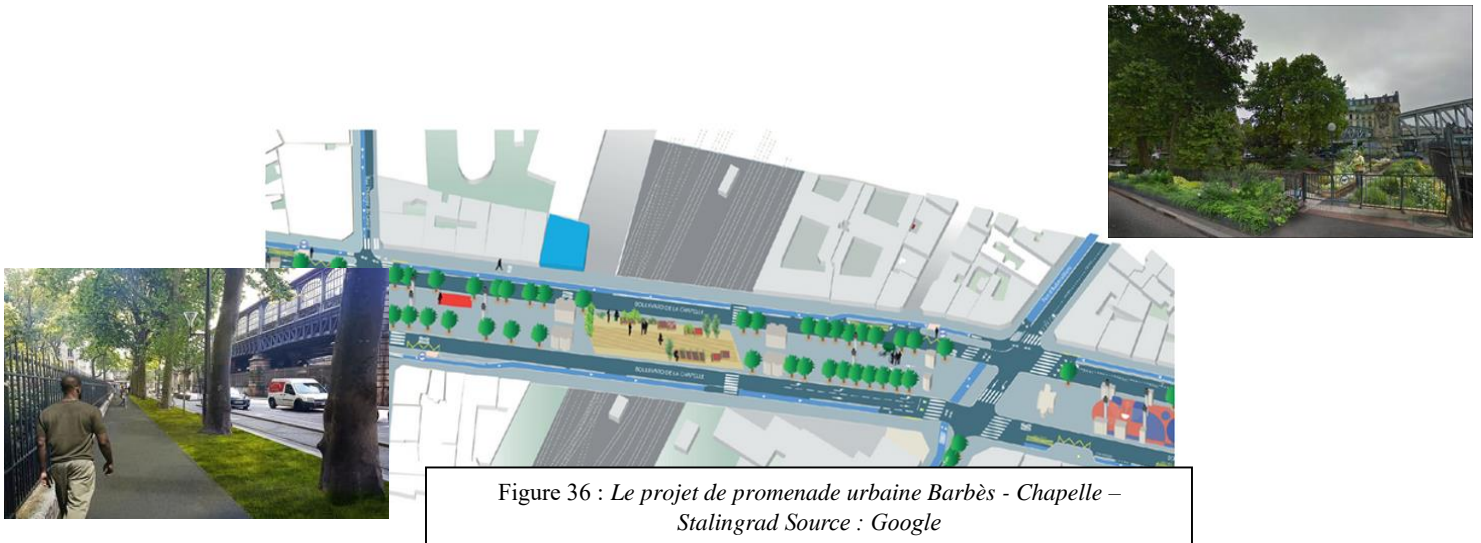 BOULEVARD DE LA CHAPELLE
BOULEVARD DE LA CHAPELLE
Figure 36 : Le projet de promenade urbaine Barbès - Chapelle –
Stalingrad Source : Google